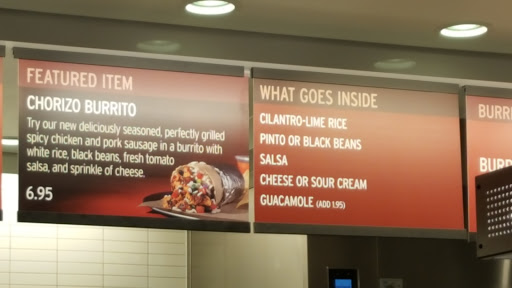 FEATURED ITEM
CHORIZO BURRITO
Try our new deliciously seasoned, perfectly grilled
spicy chicken and pork sausage in a burrito with
white rice, black beans, fresh tomato
salsa, and sprinkle of cheese.
6.95
WHAT GOES INSIDE
CILANTRO-LIME RICE
PINTO OR BLACK BEANS
SALSA
CHEESE OR SOUR CREAM
GUACAMOLE (ADD 1.95)
BURRI
BURR